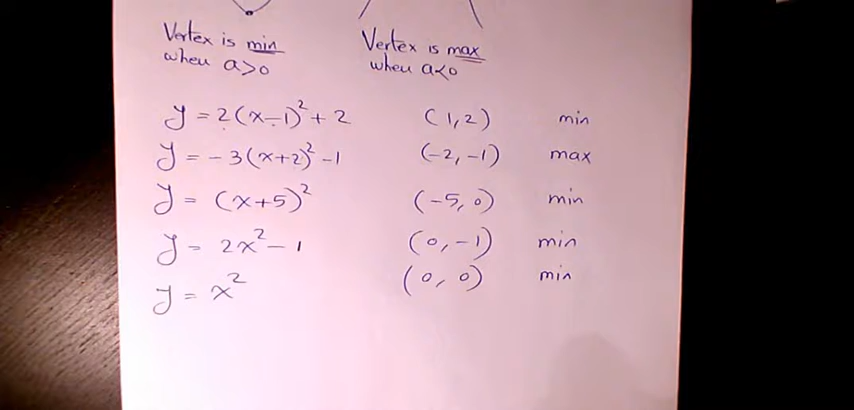 Vertex is min Vertex is max
when a>0 when a<0
y = 2(x-1)² + 2 (1,2) min
y = -3(x+2)² -1 (-2,-1) max
y = (x+5)² (-5,0) min
y = 2x² -1 (0,-1) min
y = x² (0,0) min